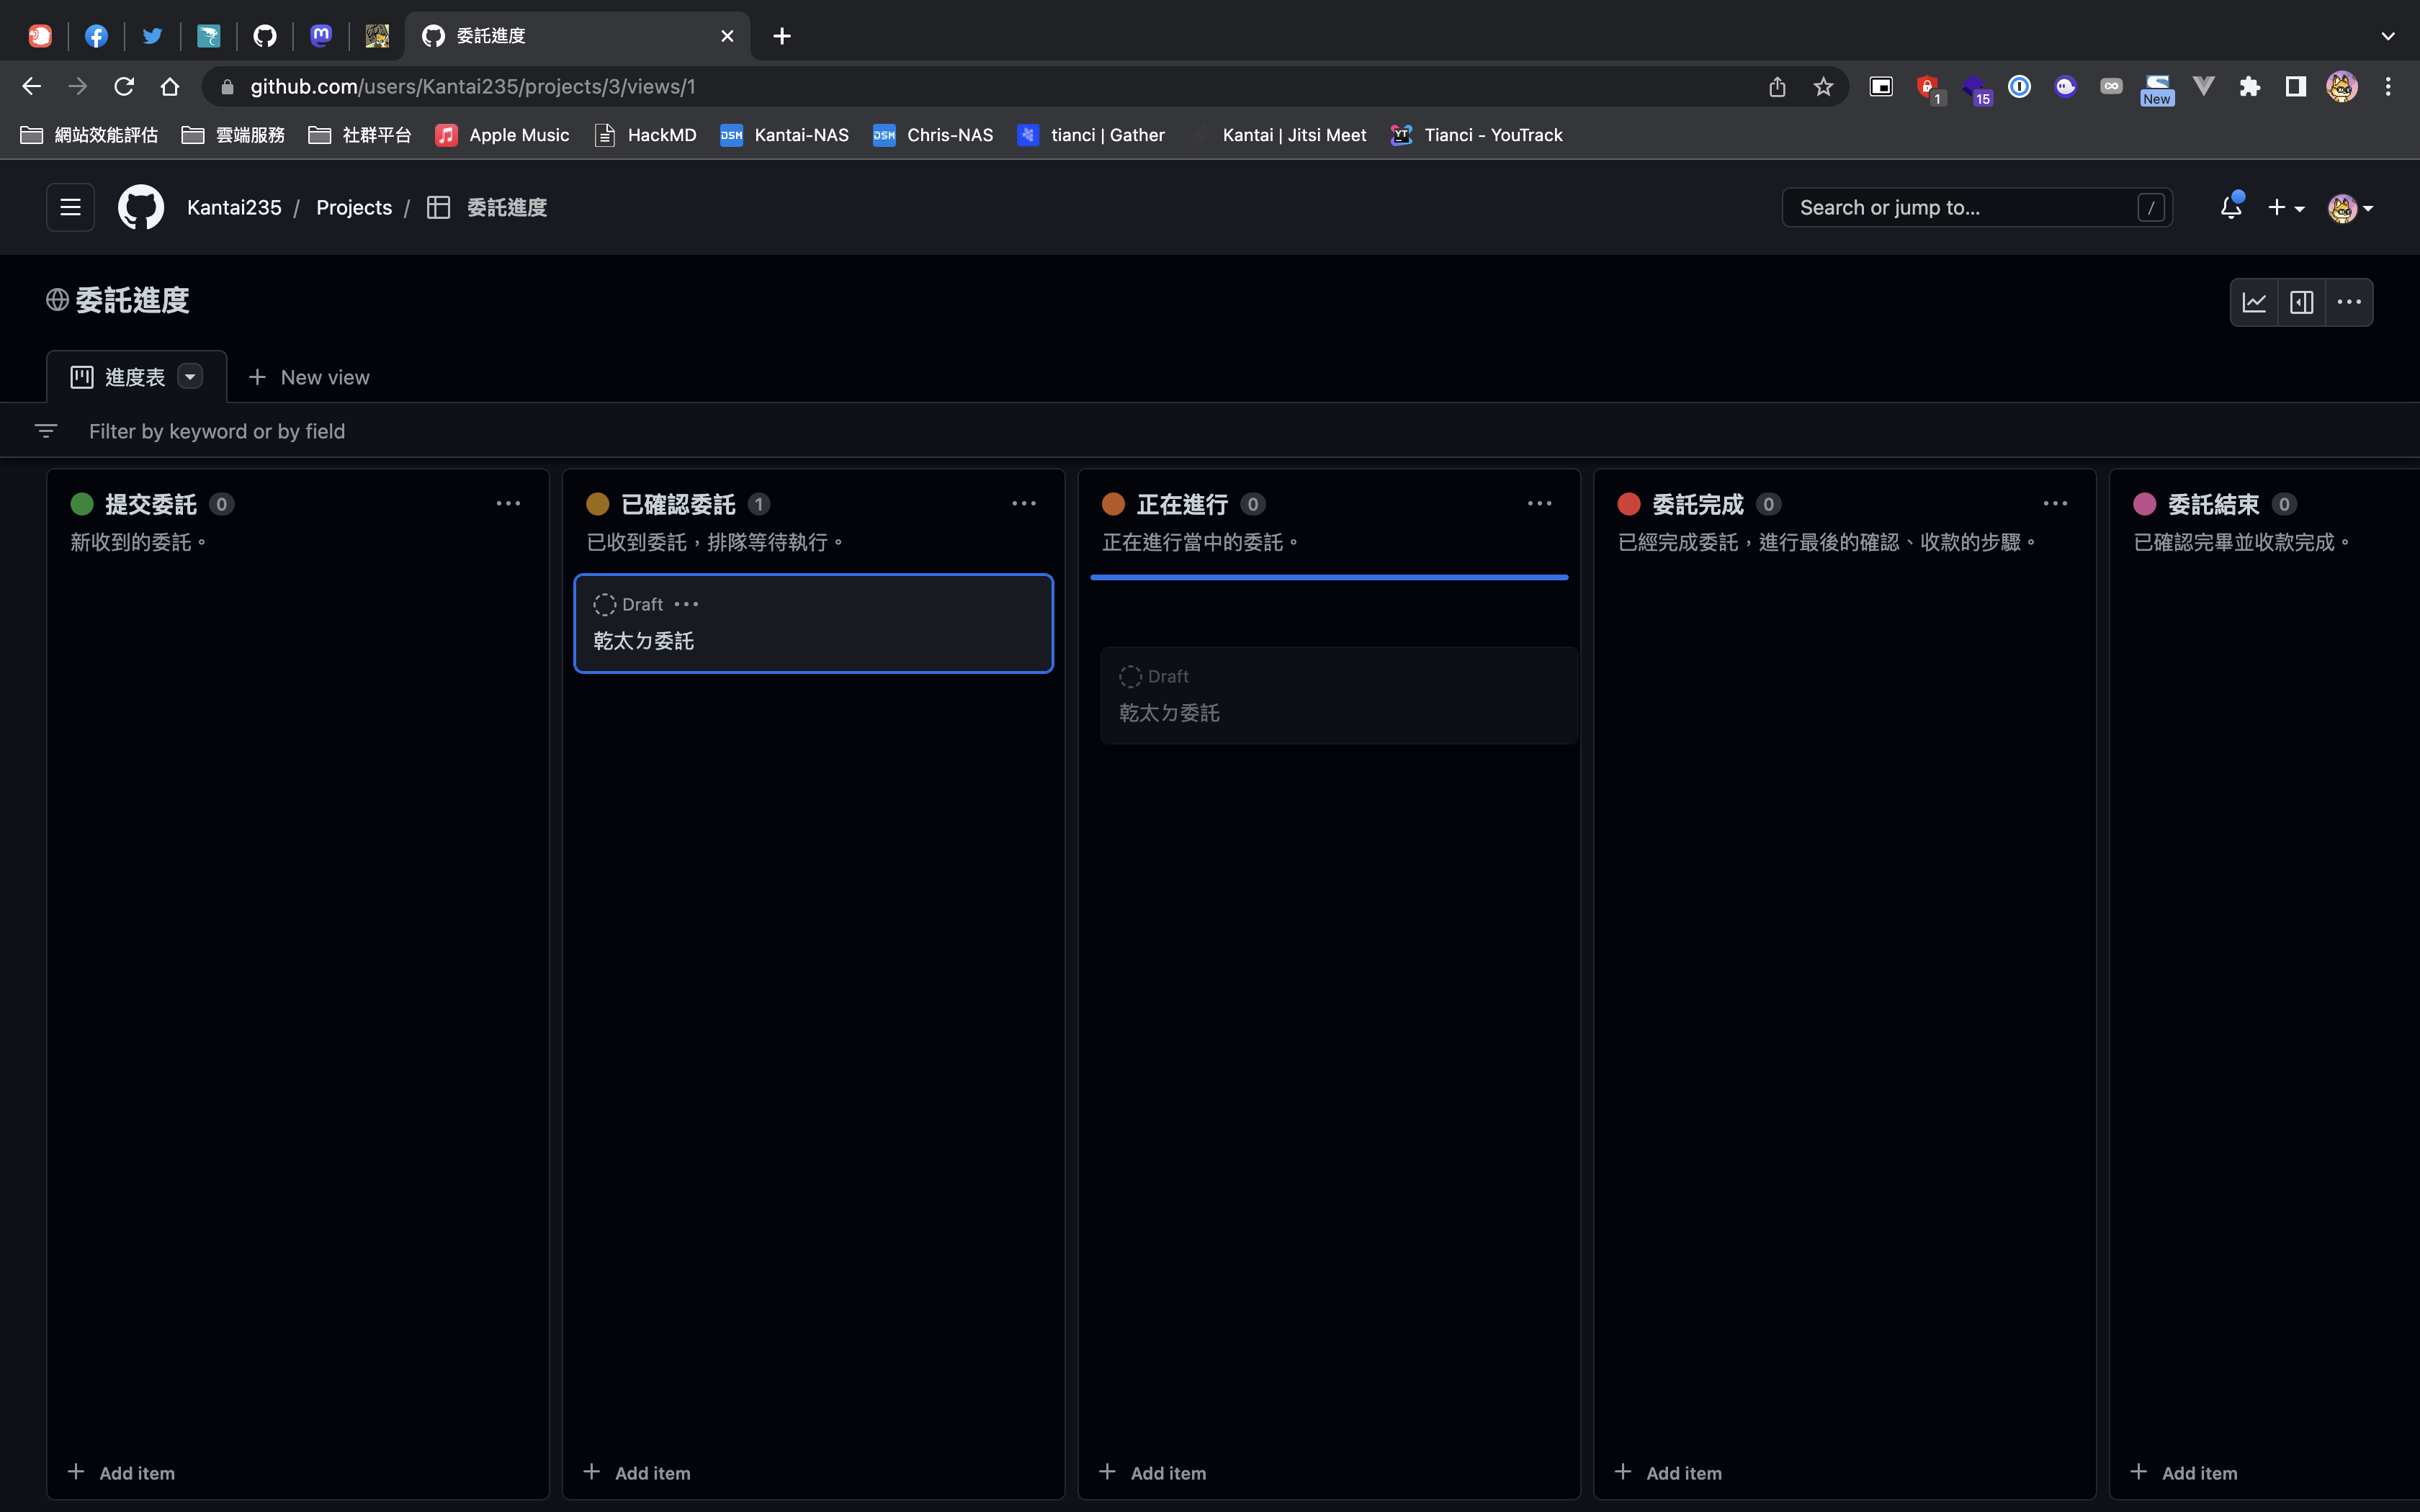 委託進度
github.com/users/Kantai235/projects/3/views/1
1
15
New
網站效能評估
雲端服務
社群平台
Apple Music
HackMD
DSM Kantai-NAS
DSM Chris-NAS
tianci | Gather
Kantai | Jitsi Meet
YT Tianci - YouTrack
Kantai235 / Projects / 委託進度
Search or jump to... /
委託進度
進度表
New view
Filter by keyword or by field
提交委託 0
新收到的委託。
已確認委託 1
已收到委託，排隊等待執行。
Draft
乾太ㄉ委託
正在進行 0
正在進行當中的委託。
Draft
乾太ㄉ委託
委託完成 0
已經完成委託，進行最後的確認、收款的步驟。
委託結束 0
已確認完畢並收款完成。
Add item
Add item
Add item
Add item
Add item